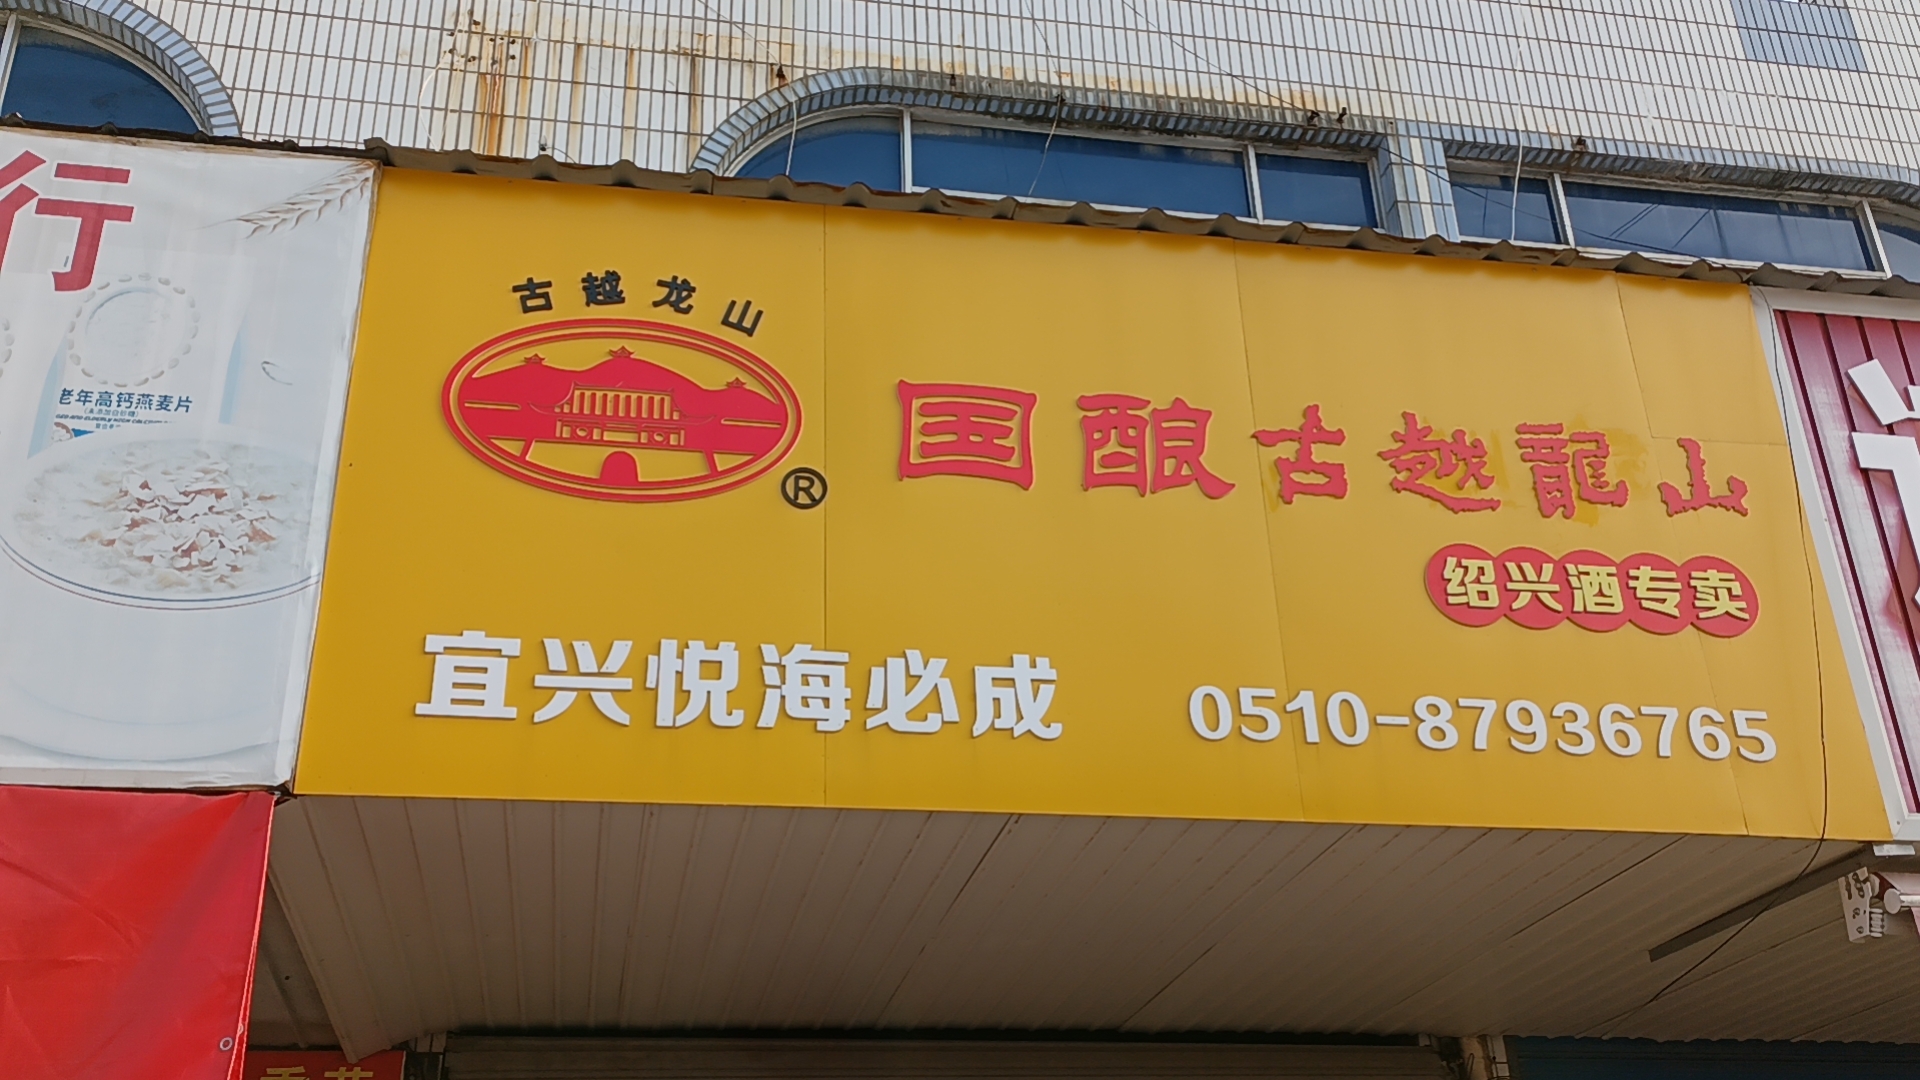 行
老年高钙燕麦片
古越龙山
®
国酿古越龍山
绍兴酒专卖
宜兴悦海必成
0510-87936765